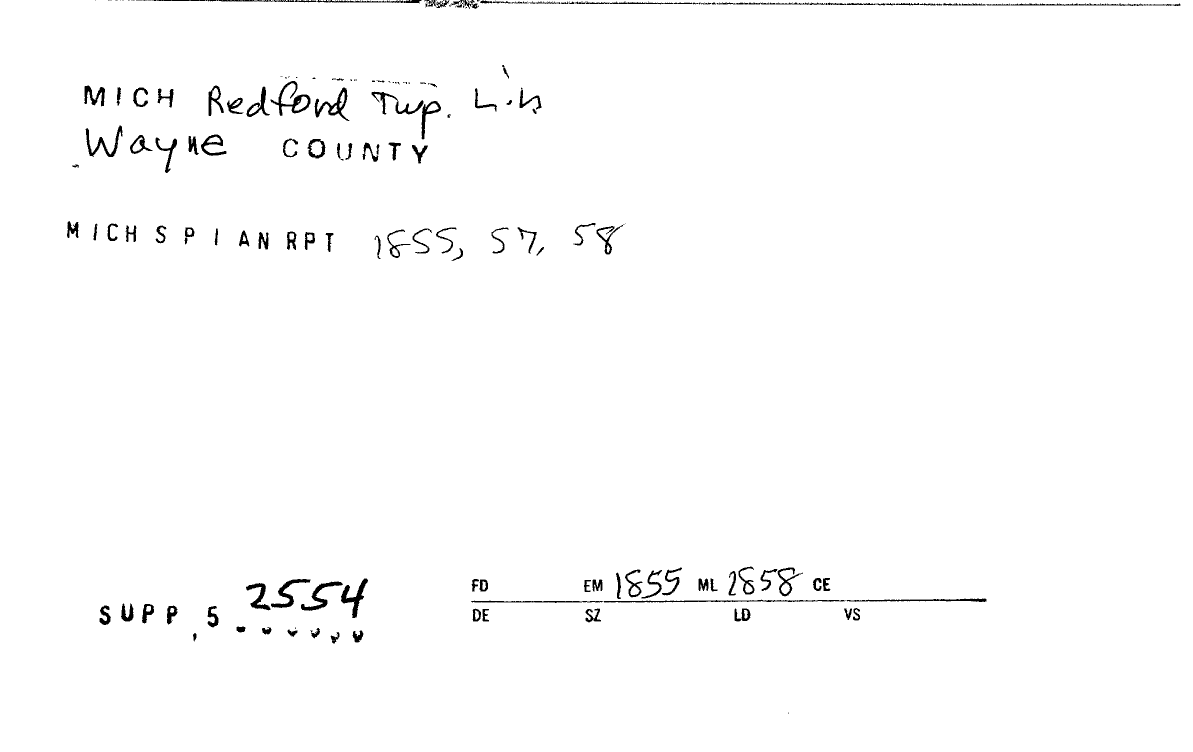 MICH Redford Twp. Lib
Wayne COUNTY
MICH S P I AN RPT 1855, 57, 58
SUPP, 5 2554
FD EM 1855 ML 1858 CE
DE SZ LD VS